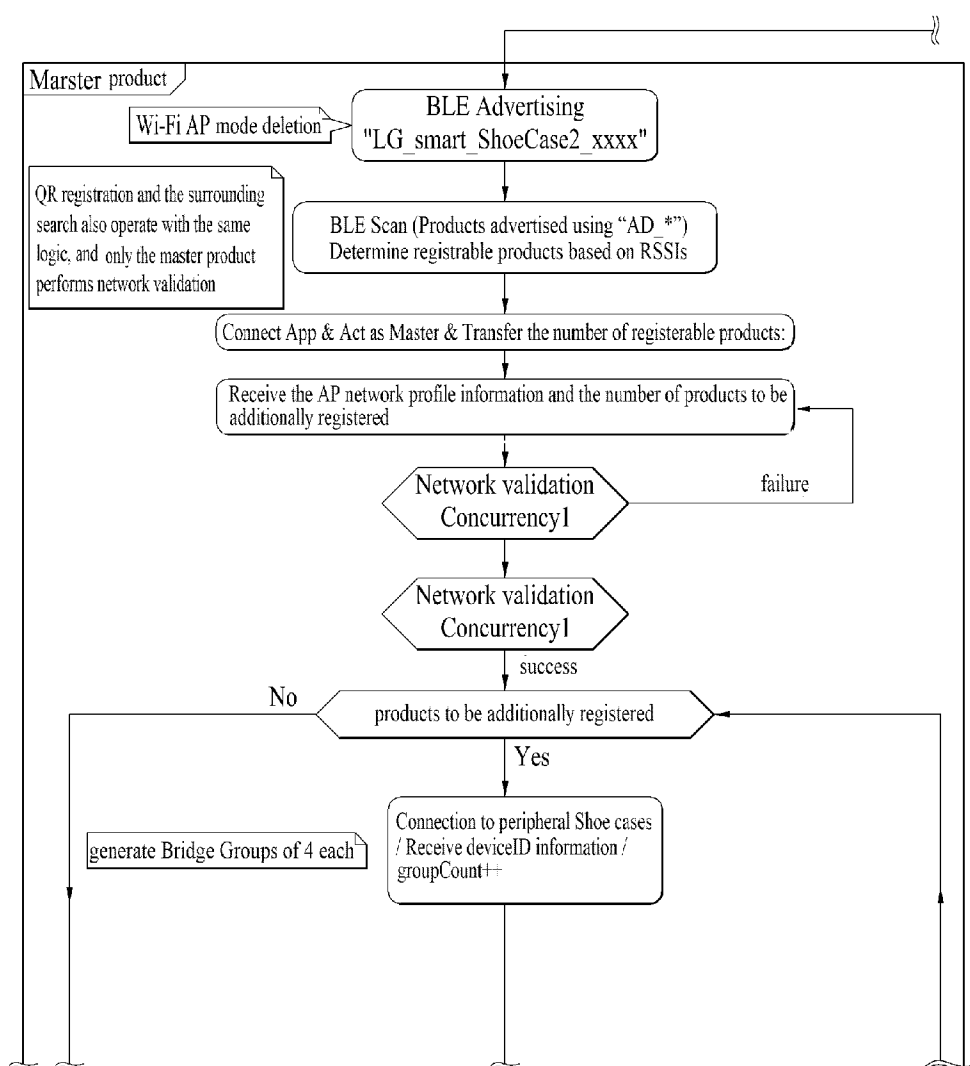 Marster product
BLE Advertising
"LG_smart_ShoeCase2_xxxx"
Wi-Fi AP mode deletion
QR registration and the surrounding
search also operate with the same
logic, and only the master product
performs network validation
BLE Scan (Products advertised using “AD_*”)
Determine registrable products based on RSSIs
Connect App & Act as Master & Transfer the number of registerable products:
Receive the AP network profile information and the number of products to be
additionally registered
Network validation
Concurrency1
failure
Network validation
Concurrency1
success
No
products to be additionally registered
Yes
Connection to peripheral Shoe cases
/ Receive deviceID information /
groupCount++
generate Bridge Groups of 4 each